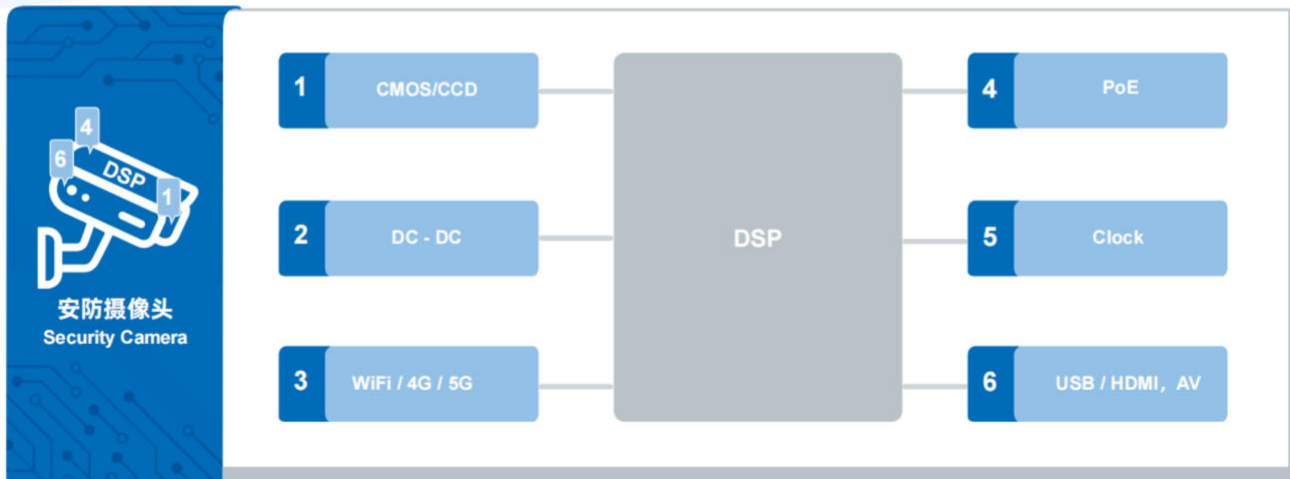 4
6
DSP
1
安防摄像头
Security Camera
1 CMOS/CCD
2 DC - DC
3 WiFi / 4G / 5G
DSP
4 PoE
5 Clock
6 USB / HDMI，AV